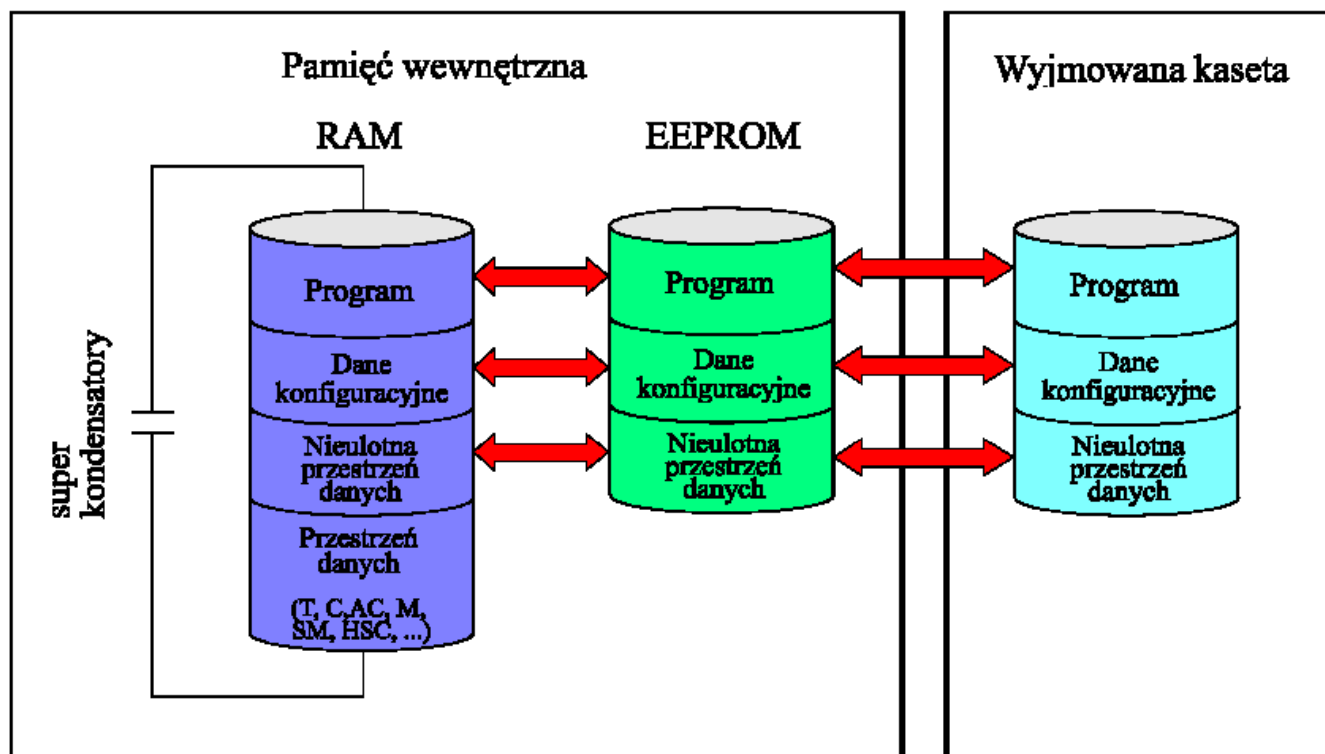 Pamięć wewnętrzna
Wyjmowana kaseta
RAM
EEPROM
super
kondensatory
Program
Dane
konfiguracyjne
Nieulotna
przestrzeń
danych
Przestrzeń
danych
(T, C,AC, M,
SM, HSC, ...)
Program
Dane
konfiguracyjne
Nieulotna
przestrzeń
danych
Program
Dane
konfiguracyjne
Nieulotna
przestrzeń
danych